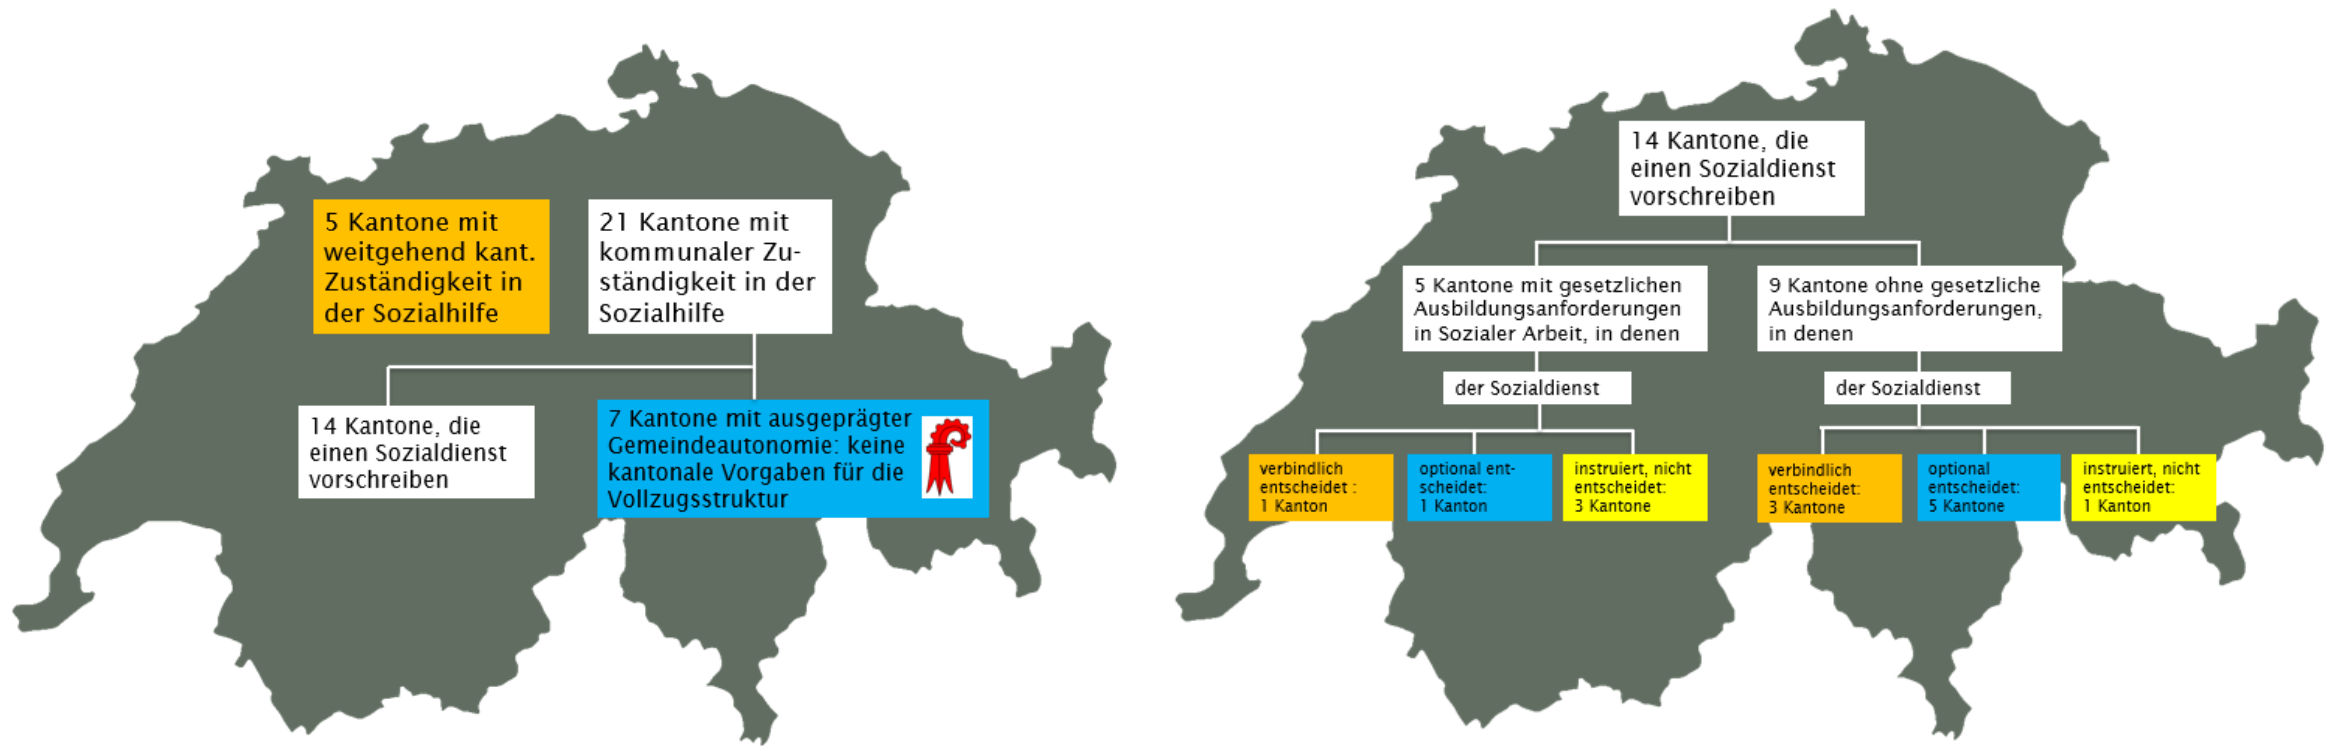 5 Kantone mit
weitgehend kant.
Zuständigkeit in
der Sozialhilfe
21 Kantone mit
kommunaler Zu-
ständigkeit in der
Sozialhilfe
14 Kantone, die
einen Sozialdienst
vorschreiben
7 Kantone mit ausgeprägter
Gemeindeautonomie: keine
kantonale Vorgaben für die
Vollzugsstruktur
14 Kantone, die
einen Sozialdienst
vorschreiben
5 Kantone mit gesetzlichen
Ausbildungsanforderungen
in Sozialer Arbeit, in denen
9 Kantone ohne gesetzliche
Ausbildungsanforderungen,
in denen
der Sozialdienst
der Sozialdienst
verbindlich
entscheidet :
1 Kanton
optional ent-
scheidet:
1 Kanton
instruiert, nicht
entscheidet:
3 Kantone
verbindlich
entscheidet:
3 Kantone
optional
entscheidet:
5 Kantone
instruiert, nicht
entscheidet:
1 Kanton